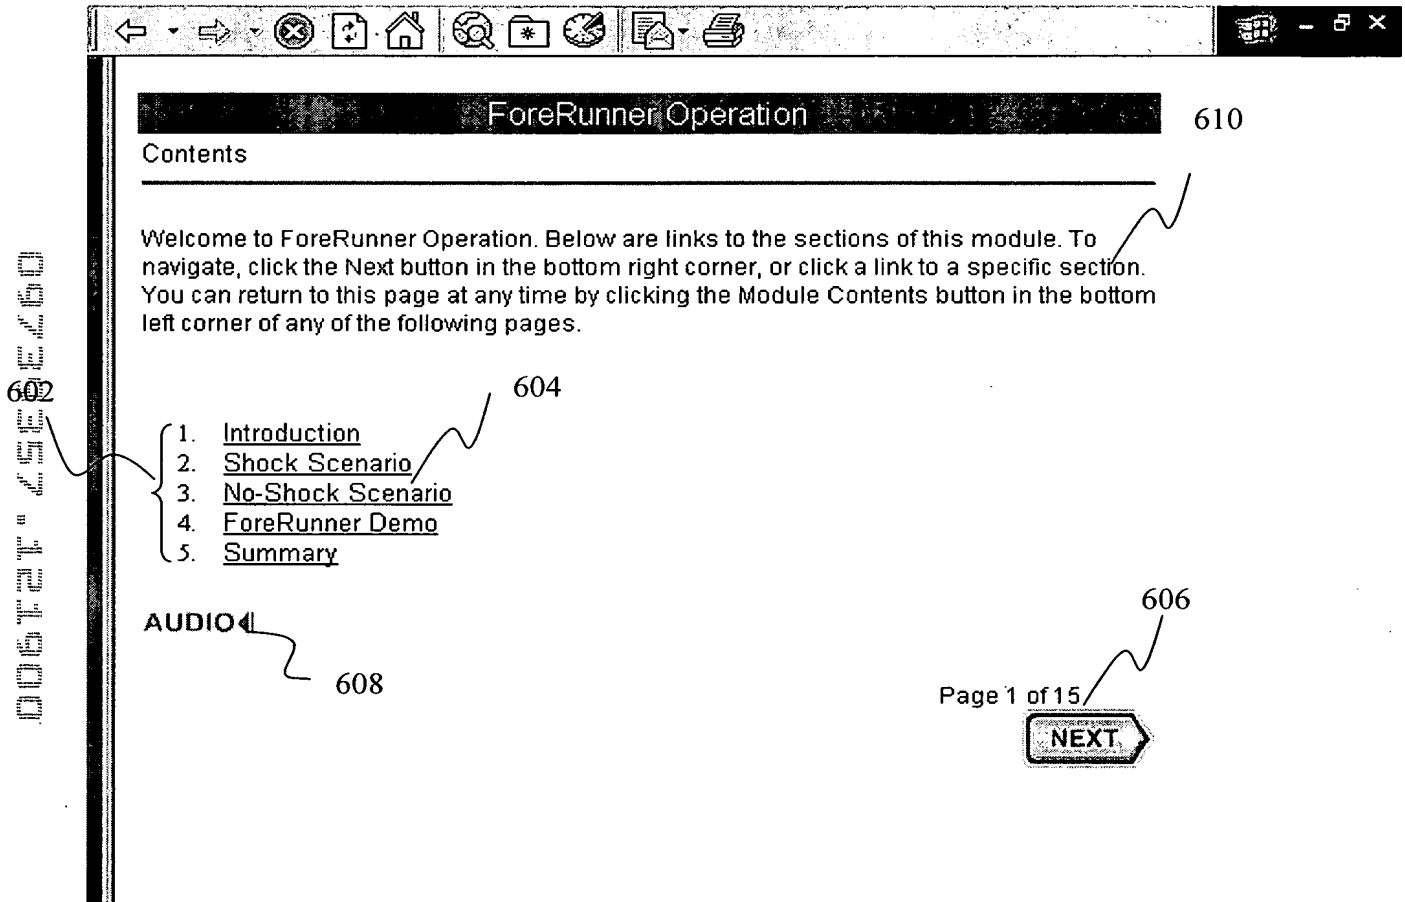 ForeRunner Operation
610
Contents
Welcome to ForeRunner Operation. Below are links to the sections of this module. To
navigate, click the Next button in the bottom right corner, or click a link to a specific section.
You can return to this page at any time by clicking the Module Contents button in the bottom
left corner of any of the following pages.
602
604
1. Introduction
2. Shock Scenario
3. No-Shock Scenario
4. ForeRunner Demo
5. Summary
606
AUDIO
608
Page 1 of 15
NEXT